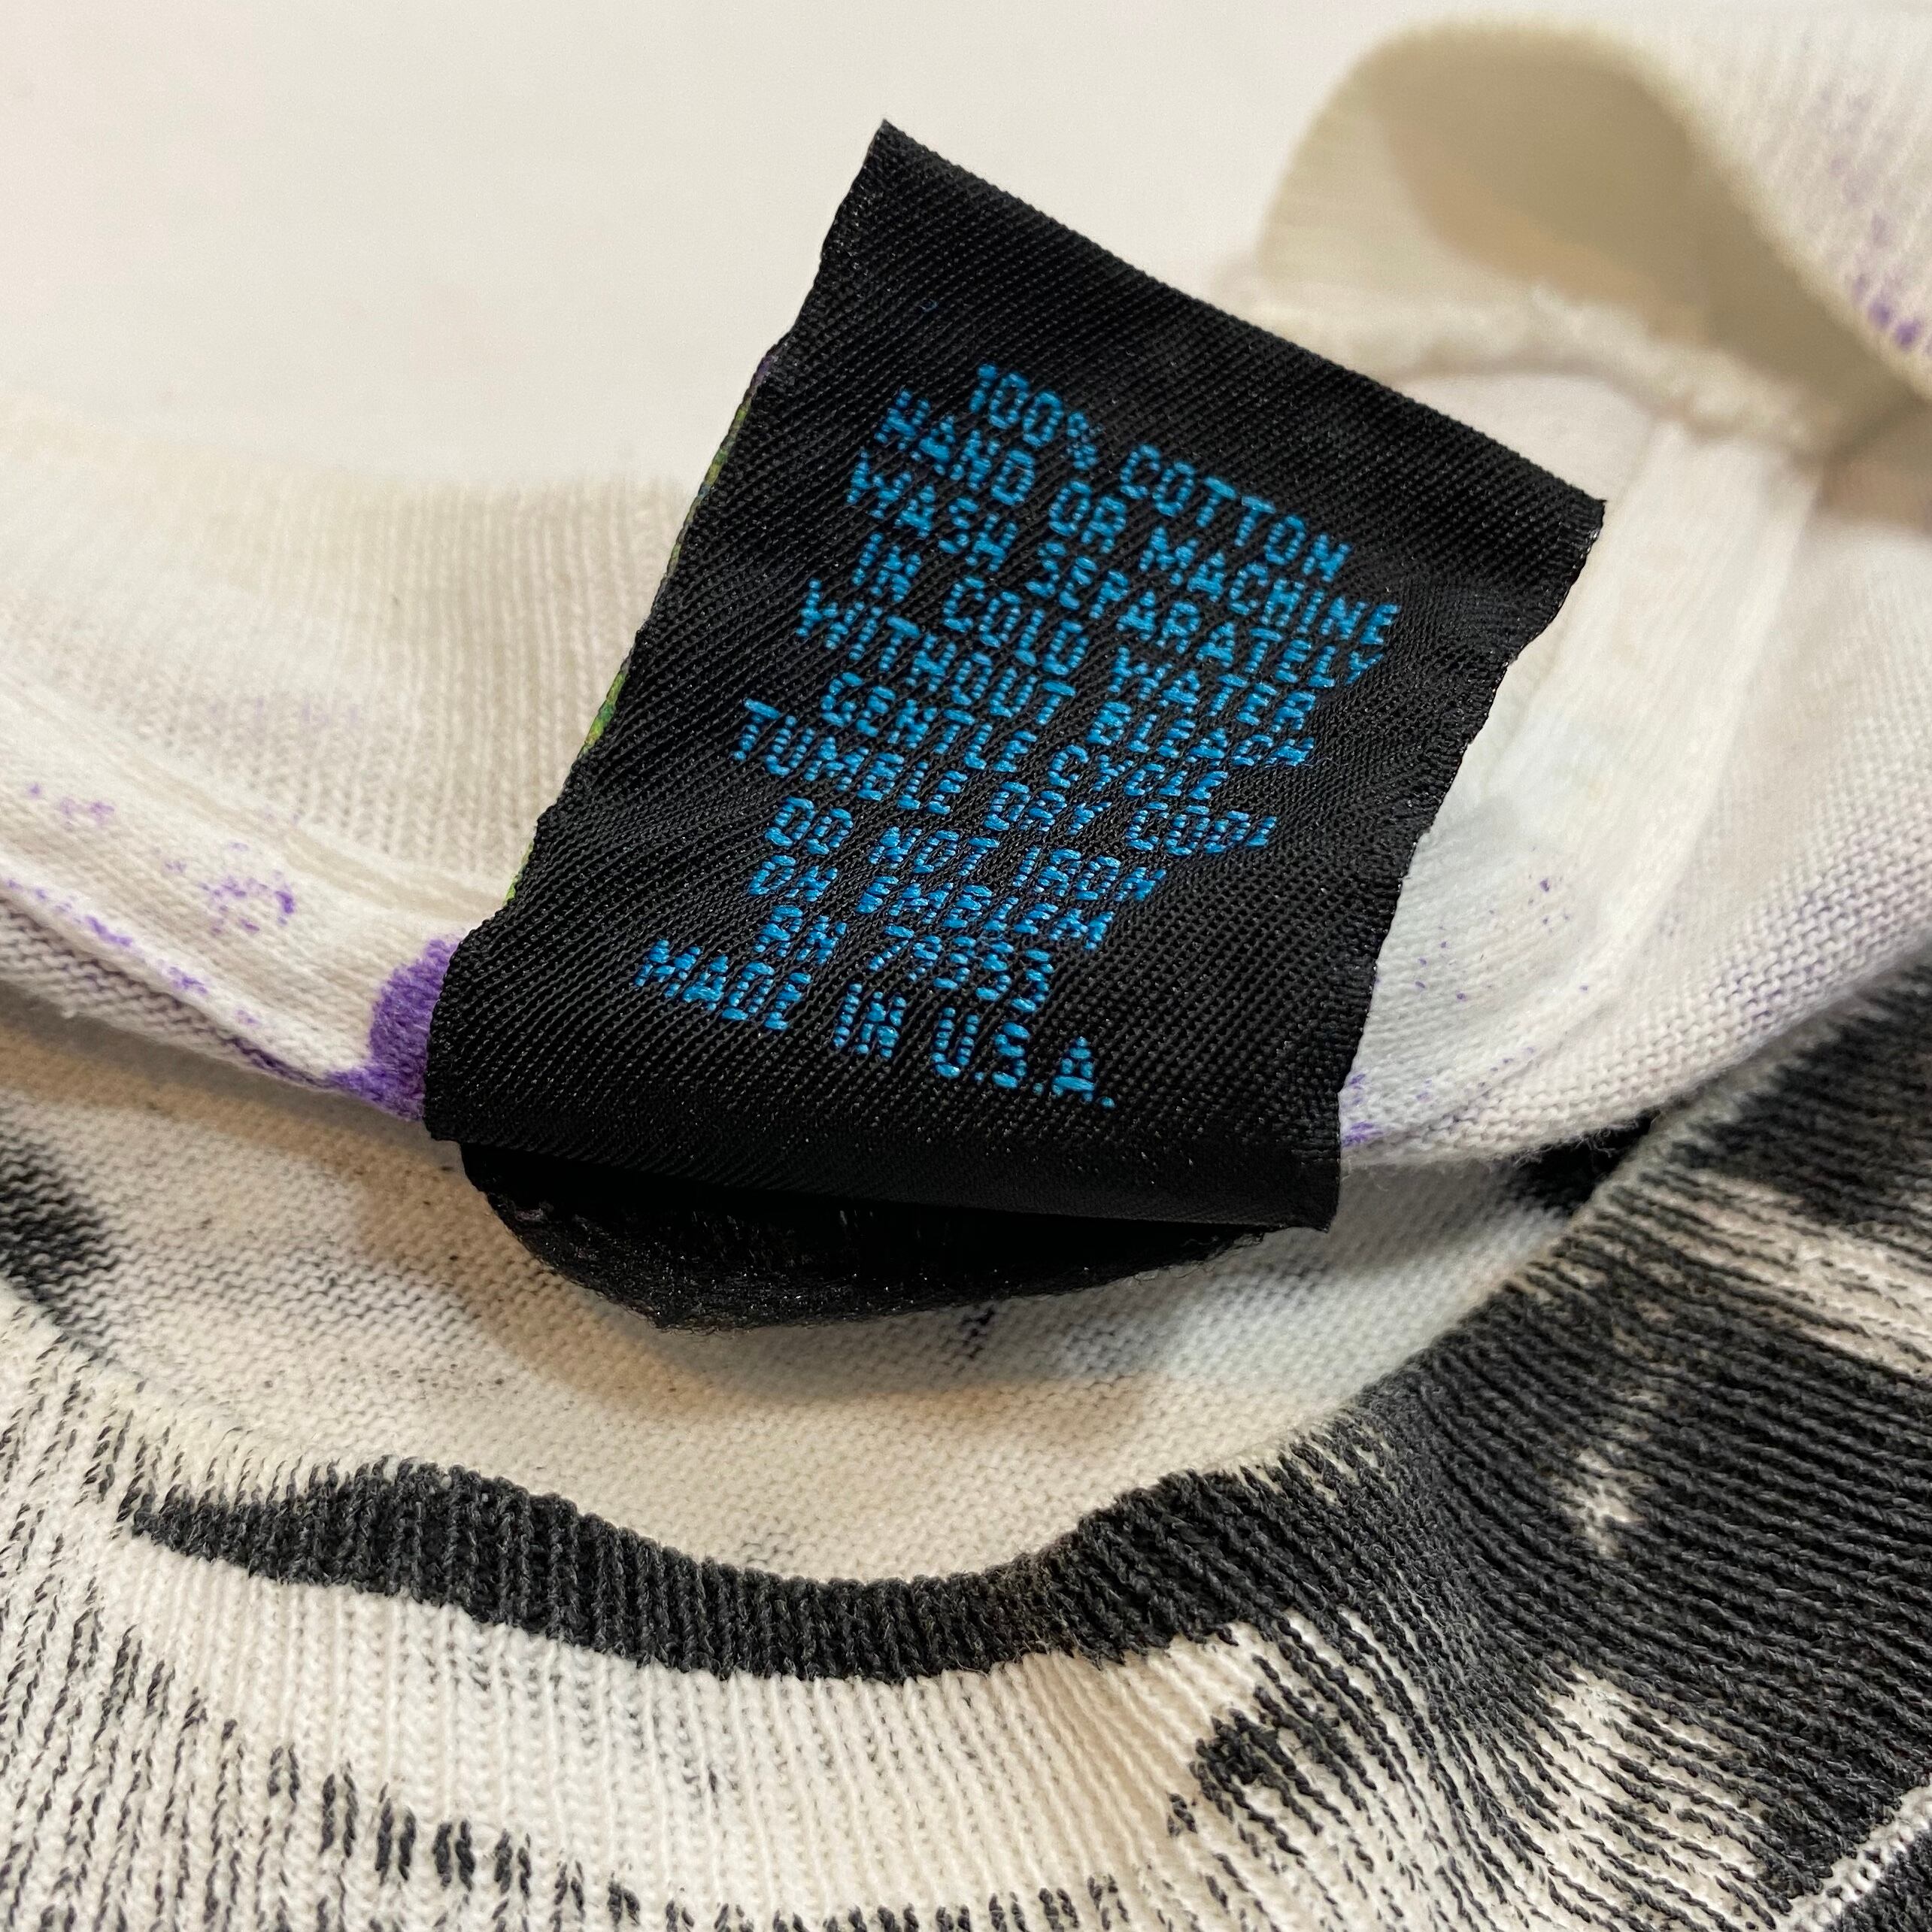 100% COTTON
HAND OR MACHINE
WASH SEPARATELY
IN COLD WATER
WITHOUT BLEACH
GENTLE CYCLE
TUMBLE DRY COOL
DO NOT IRON
ON EMBLEM
RN 79353
MADE IN U.S.A.